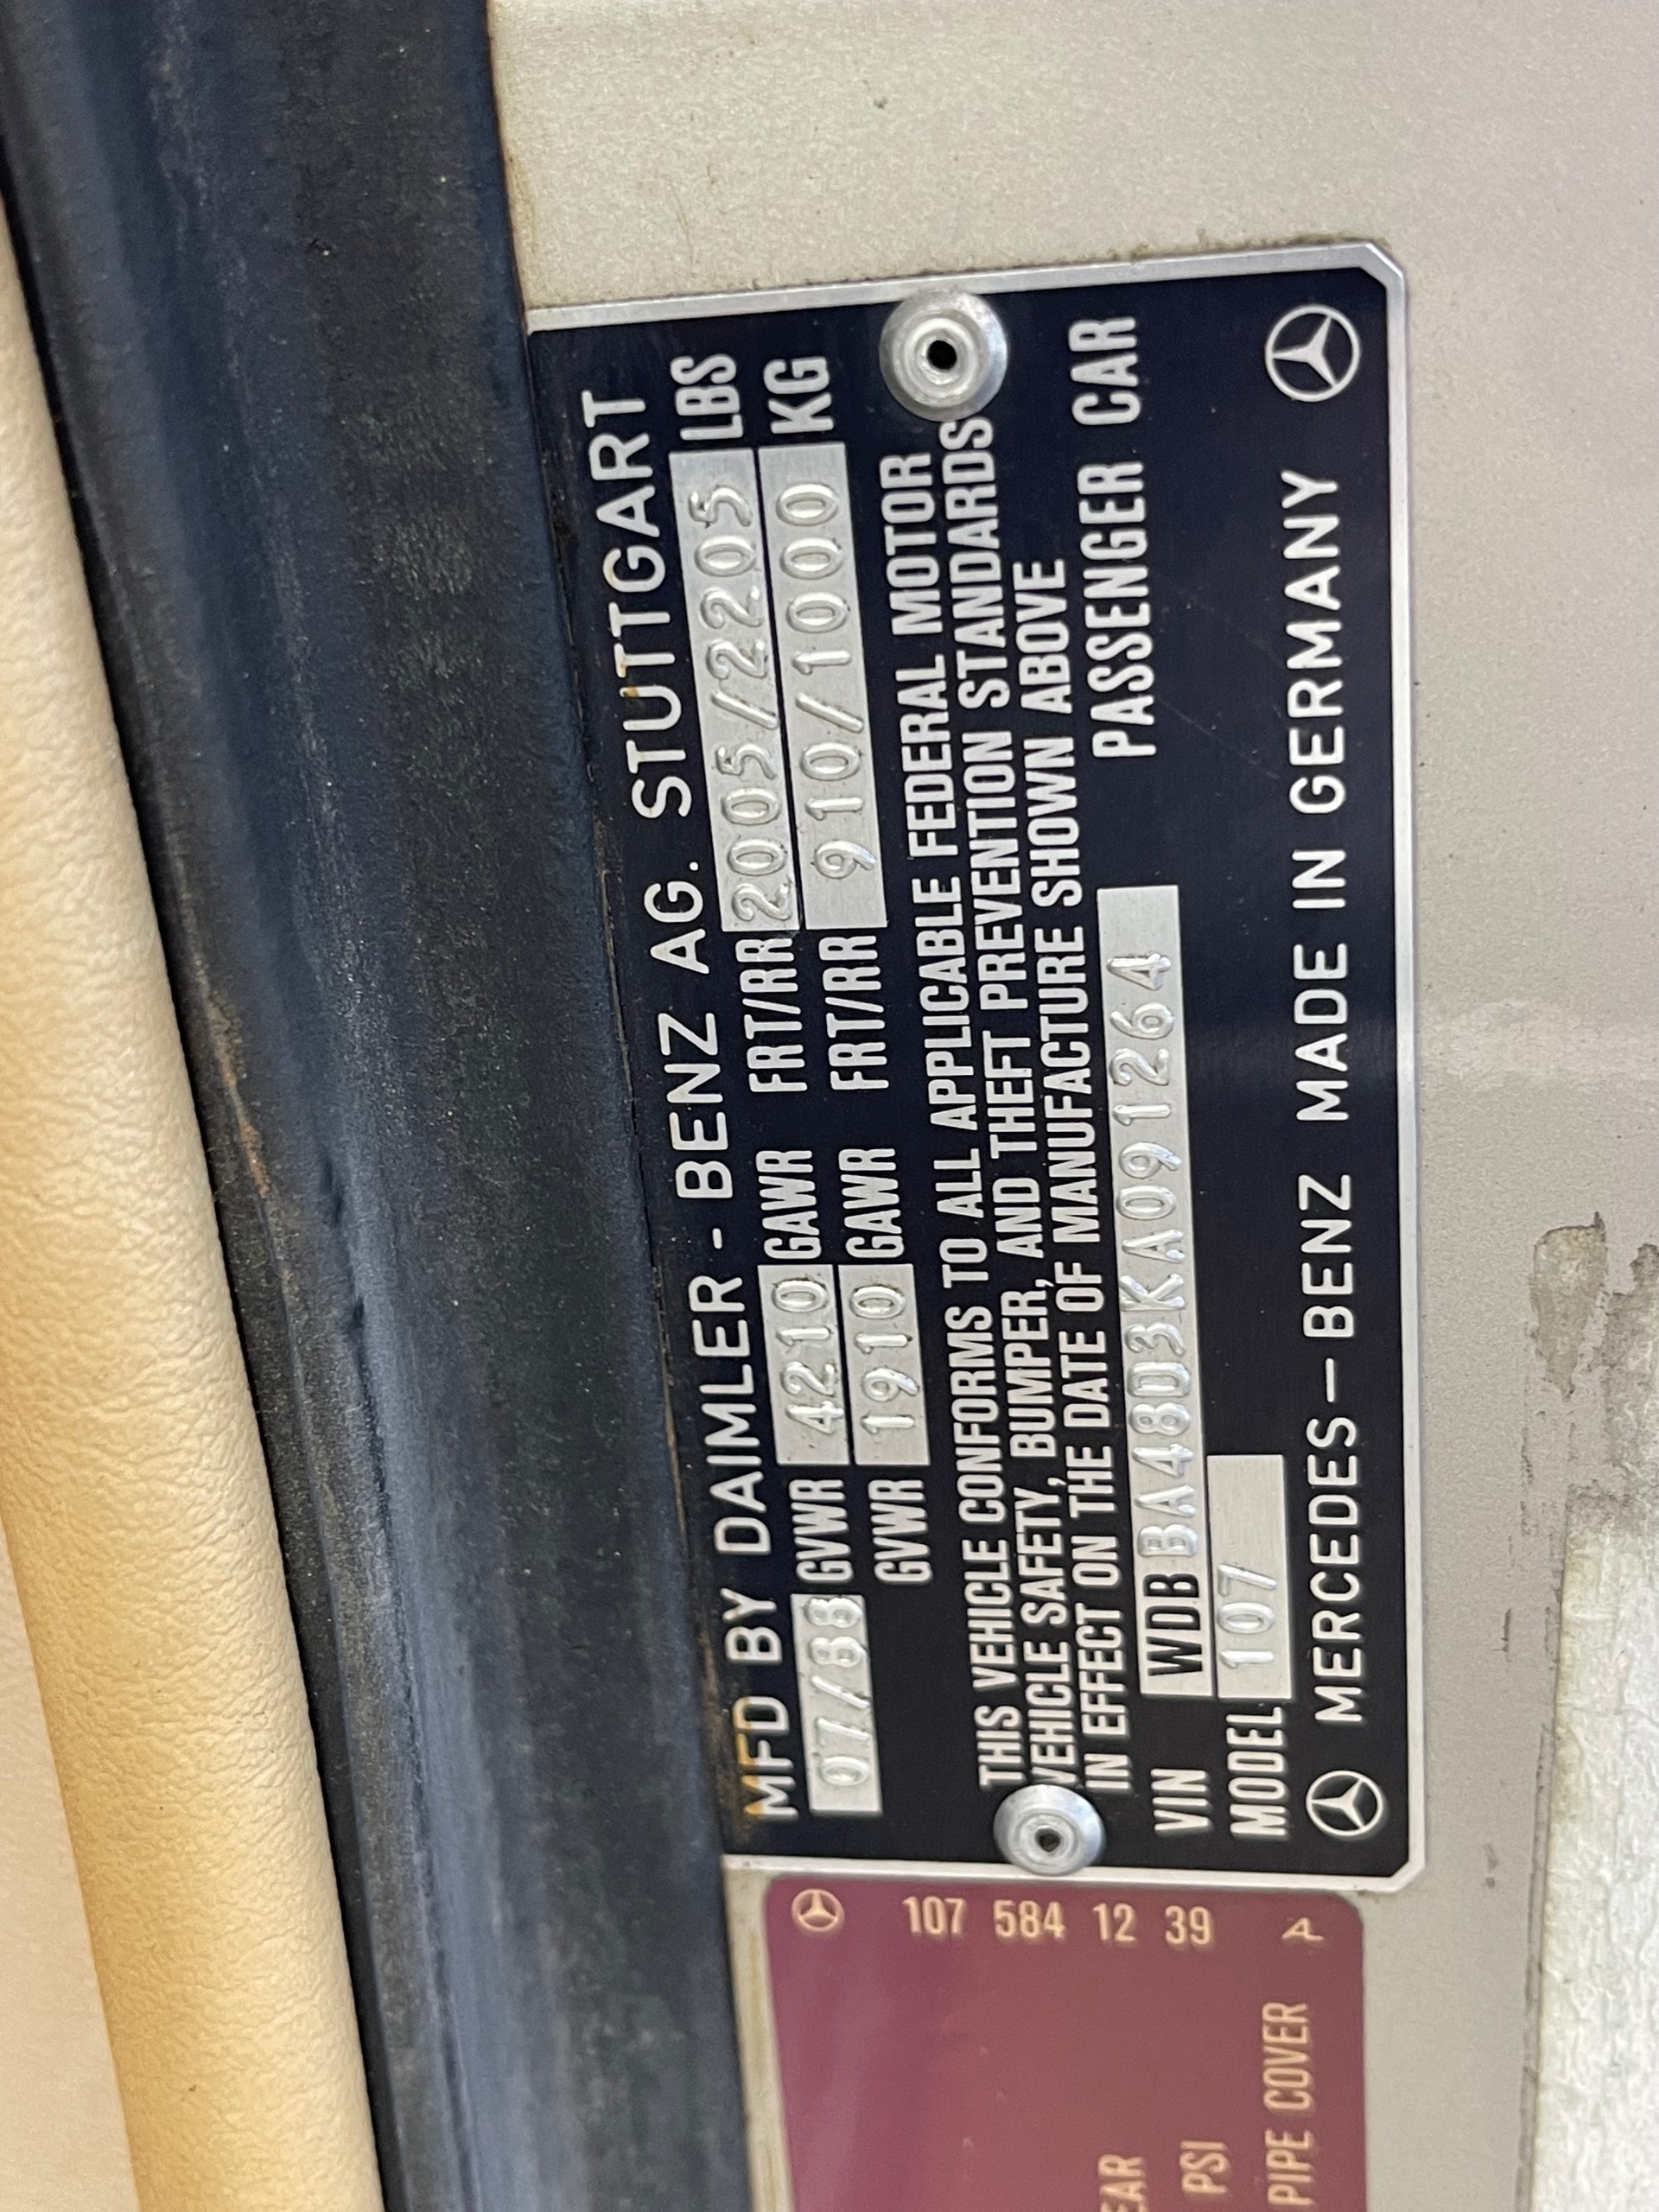 MFD BY DAIMLER - BENZ AG. STUTTGART
07/88 GVWR 4210 GAWR FRT/RR 2005/2205 LBS
GVWR 1910 GAWR FRT/RR 910/1000 KG
THIS VEHICLE CONFORMS TO ALL APPLICABLE FEDERAL MOTOR
VEHICLE SAFETY, BUMPER, AND THEFT PREVENTION STANDARDS
IN EFFECT ON THE DATE OF MANUFACTURE SHOWN ABOVE
VIN WDB BA48D3KA091264 PASSENGER CAR
MODEL 107
MERCEDES-BENZ MADE IN GERMANY
107 584 12 39 A
EAR
PSI
PIPE COVER